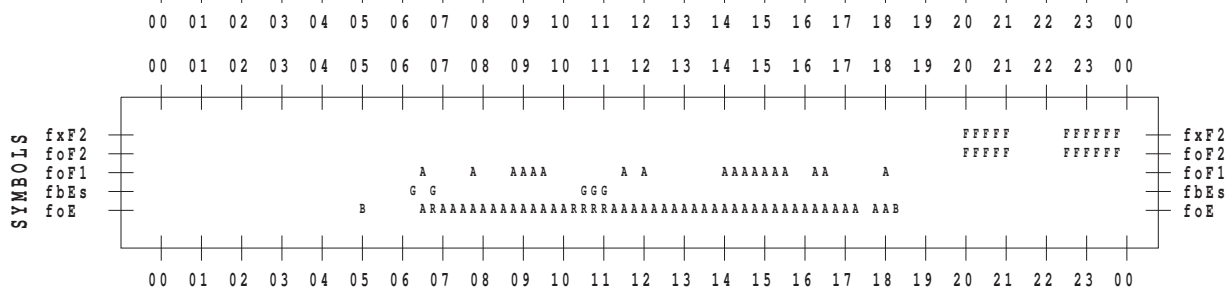 00 01 02 03 04 05 06 07 08 09 10 11 12 13 14 15 16 17 18 19 20 21 22 23 00
00 01 02 03 04 05 06 07 08 09 10 11 12 13 14 15 16 17 18 19 20 21 22 23 00
SYMBOLS
fxF2 FFFFF FFFFFF fxF2
foF2 FFFFF FFFFFF foF2
foF1 A A AAAA A A AAAAAAA AA A foF1
fbEs G G GGG fbEs
foE B ARAAAAAAAAAAAAARRRRAAAAAAAAAAAAAAAAAAAAAAAAA AAB foE
00 01 02 03 04 05 06 07 08 09 10 11 12 13 14 15 16 17 18 19 20 21 22 23 00